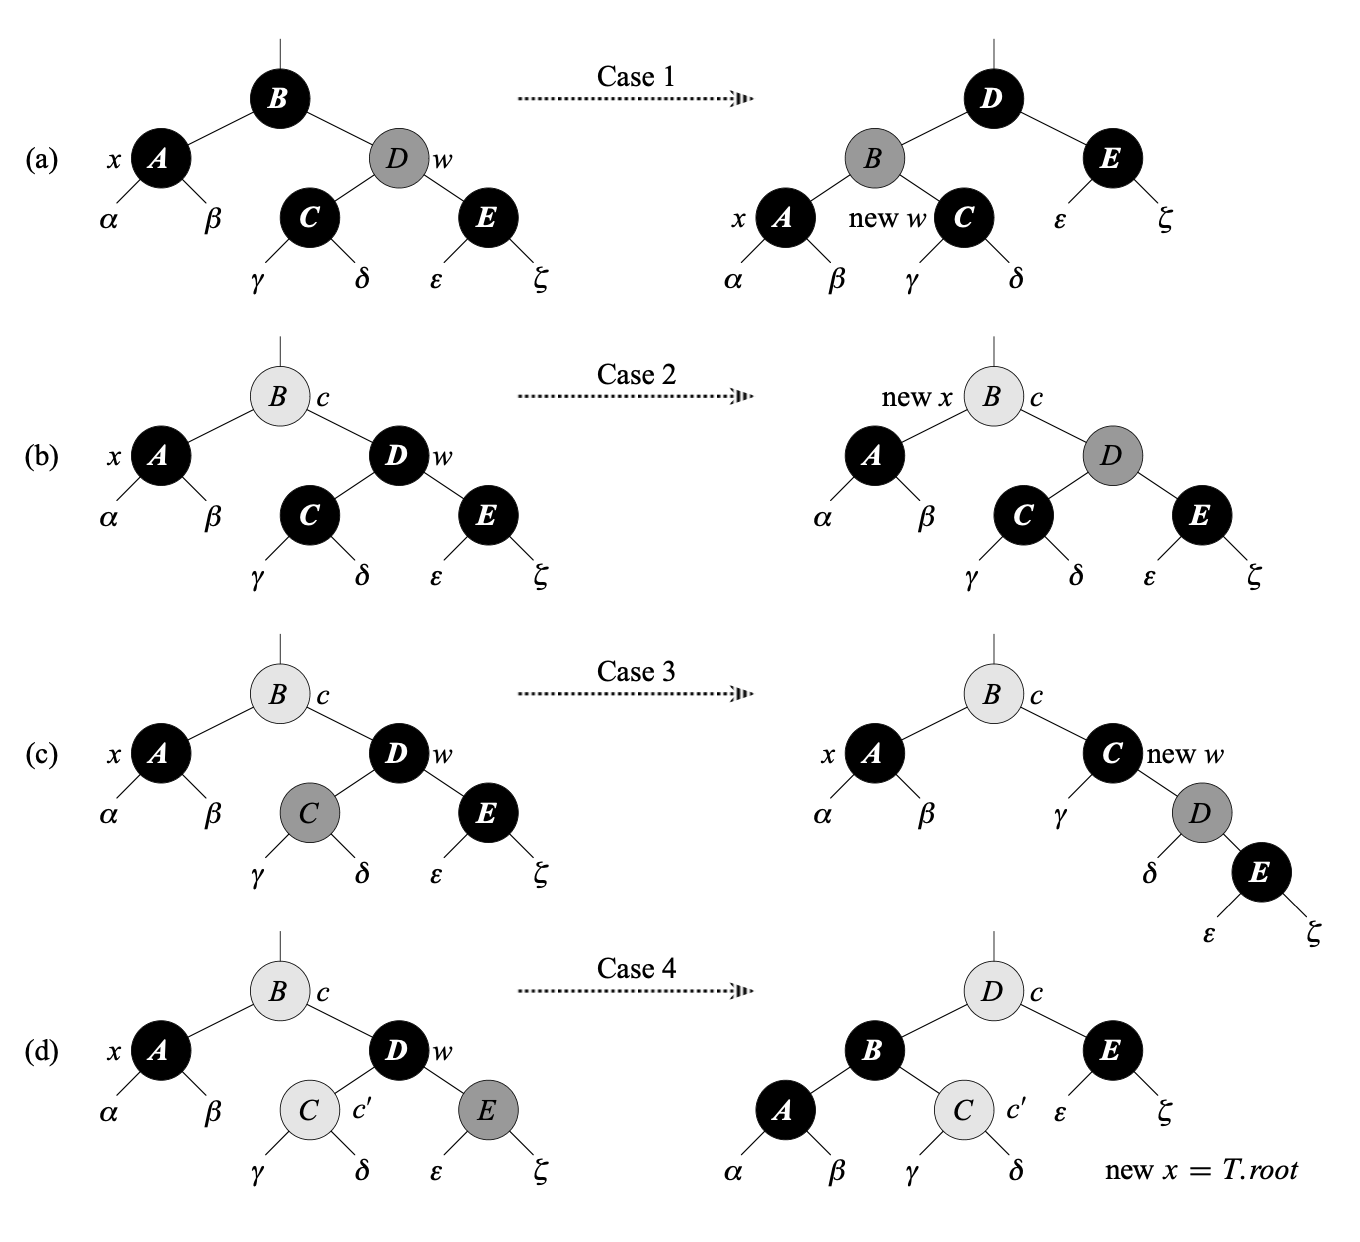 B Case 1 D
(a) x A D w B E
α β C E x A new w C ε ζ
γ δ ε ζ α β γ δ
B c Case 2 new x B c
(b) x A D w A D
α β C E α β C E
γ δ ε ζ γ δ ε ζ
B c Case 3 B c
(c) x A D w x A C new w
α β C E α β γ D
γ δ ε ζ δ E
ε ζ
B c Case 4 D c
(d) x A D w B E
α β C c′ E A C c′ ε ζ
γ δ ε ζ α β γ δ new x = T.root